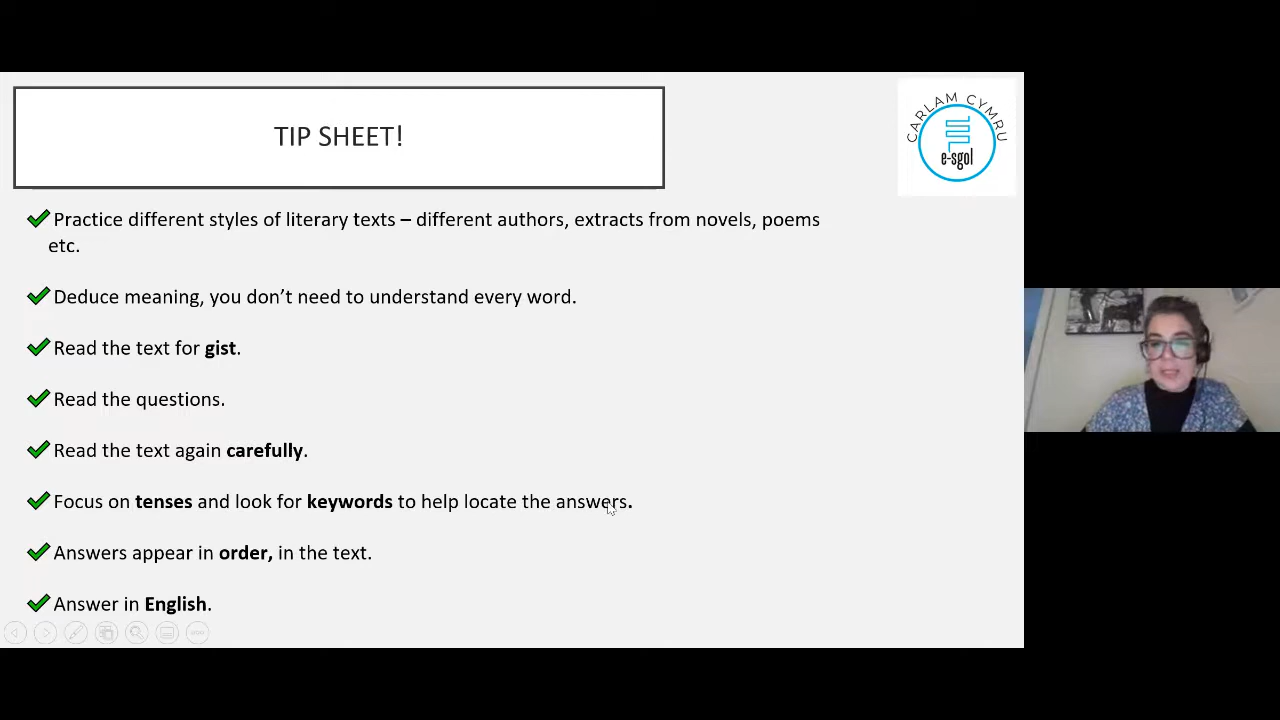 TIP SHEET!
CARLAM CYMRU
e-sgol
Practice different styles of literary texts – different authors, extracts from novels, poems
etc.
Deduce meaning, you don’t need to understand every word.
Read the text for gist.
Read the questions.
Read the text again carefully.
Focus on tenses and look for keywords to help locate the answers.
Answers appear in order, in the text.
Answer in English.